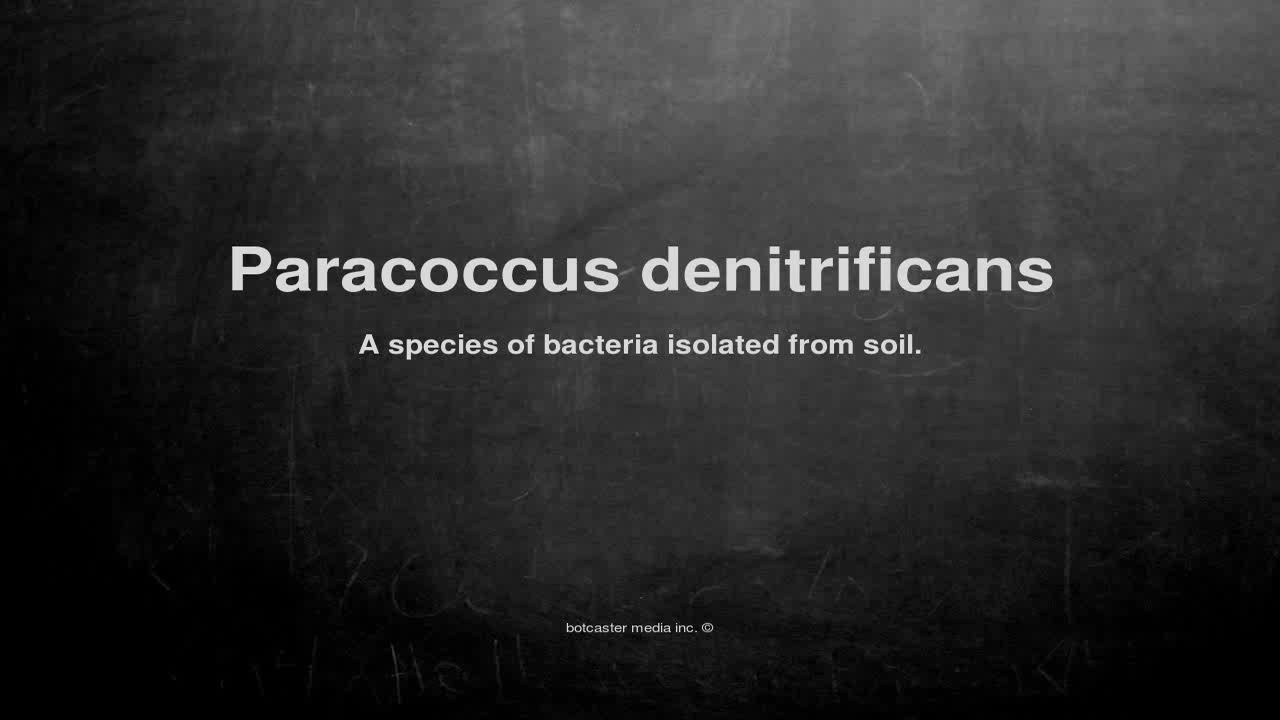 Paracoccus denitrificans
A species of bacteria isolated from soil.
botcaster media inc. ©